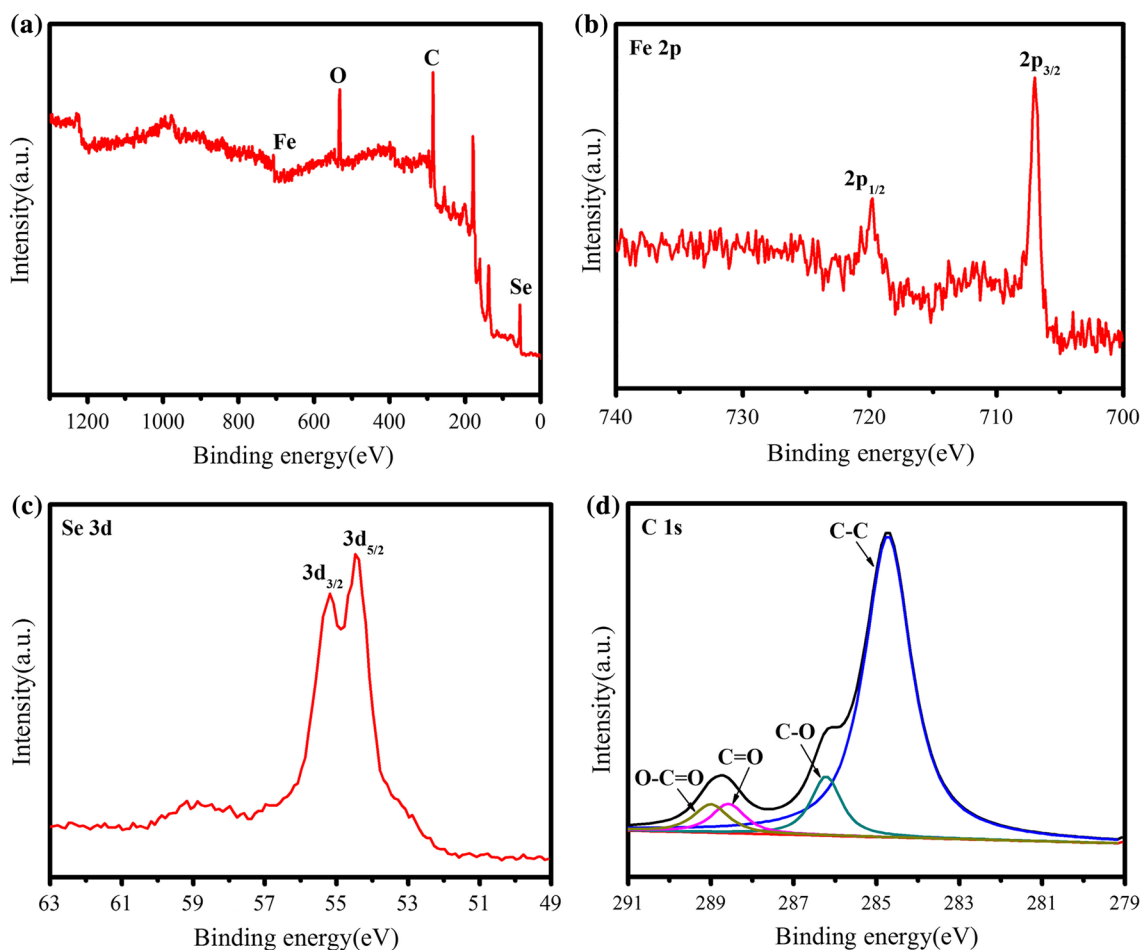 (a)
O
C
Fe
Se
Intensity(a.u.)
1200 1000 800 600 400 200 0
Binding energy(eV)
(b)
Fe 2p
2p3/2
2p1/2
Intensity(a.u.)
740 730 720 710 700
Binding energy(eV)
(c)
Se 3d
3d5/2
3d3/2
Intensity(a.u.)
63 61 59 57 55 53 51 49
Binding energy(eV)
(d)
C 1s
C-C
C-O
C=O
O-C=O
Intensity(a.u.)
291 289 287 285 283 281 279
Binding energy(eV)